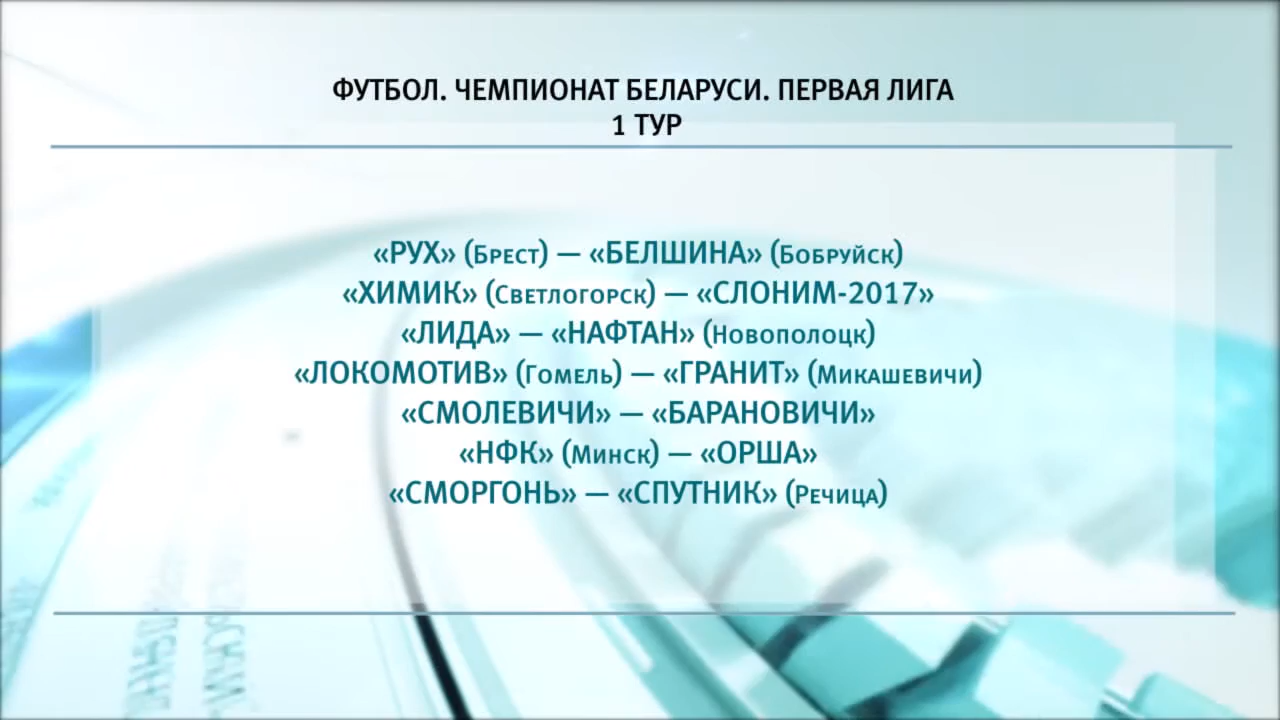 ФУТБОЛ. ЧЕМПИОНАТ БЕЛАРУСИ. ПЕРВАЯ ЛИГА
1 ТУР
«РУХ» (Брест) — «БЕЛШИНА» (Бобруйск)
«ХИМИК» (Светлогорск) — «СЛОНИМ-2017»
«ЛИДА» — «НАФТАН» (Новополоцк)
«ЛОКОМОТИВ» (Гомель) — «ГРАНИТ» (Микашевичи)
«СМОЛЕВИЧИ» — «БАРАНОВИЧИ»
«НФК» (Минск) — «ОРША»
«СМОРГОНЬ» — «СПУТНИК» (Речица)